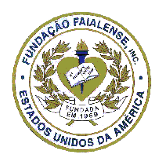 FUNDAÇÃO FAIALENSE, INC.
FUNDADA
EM 1969
ESTADOS UNIDOS DA AMÉRICA